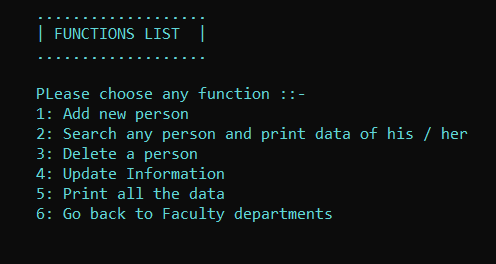 ...................
| FUNCTIONS LIST  |
...................
PLease choose any function ::-
1: Add new person
2: Search any person and print data of his / her
3: Delete a person
4: Update Information
5: Print all the data
6: Go back to Faculty departments